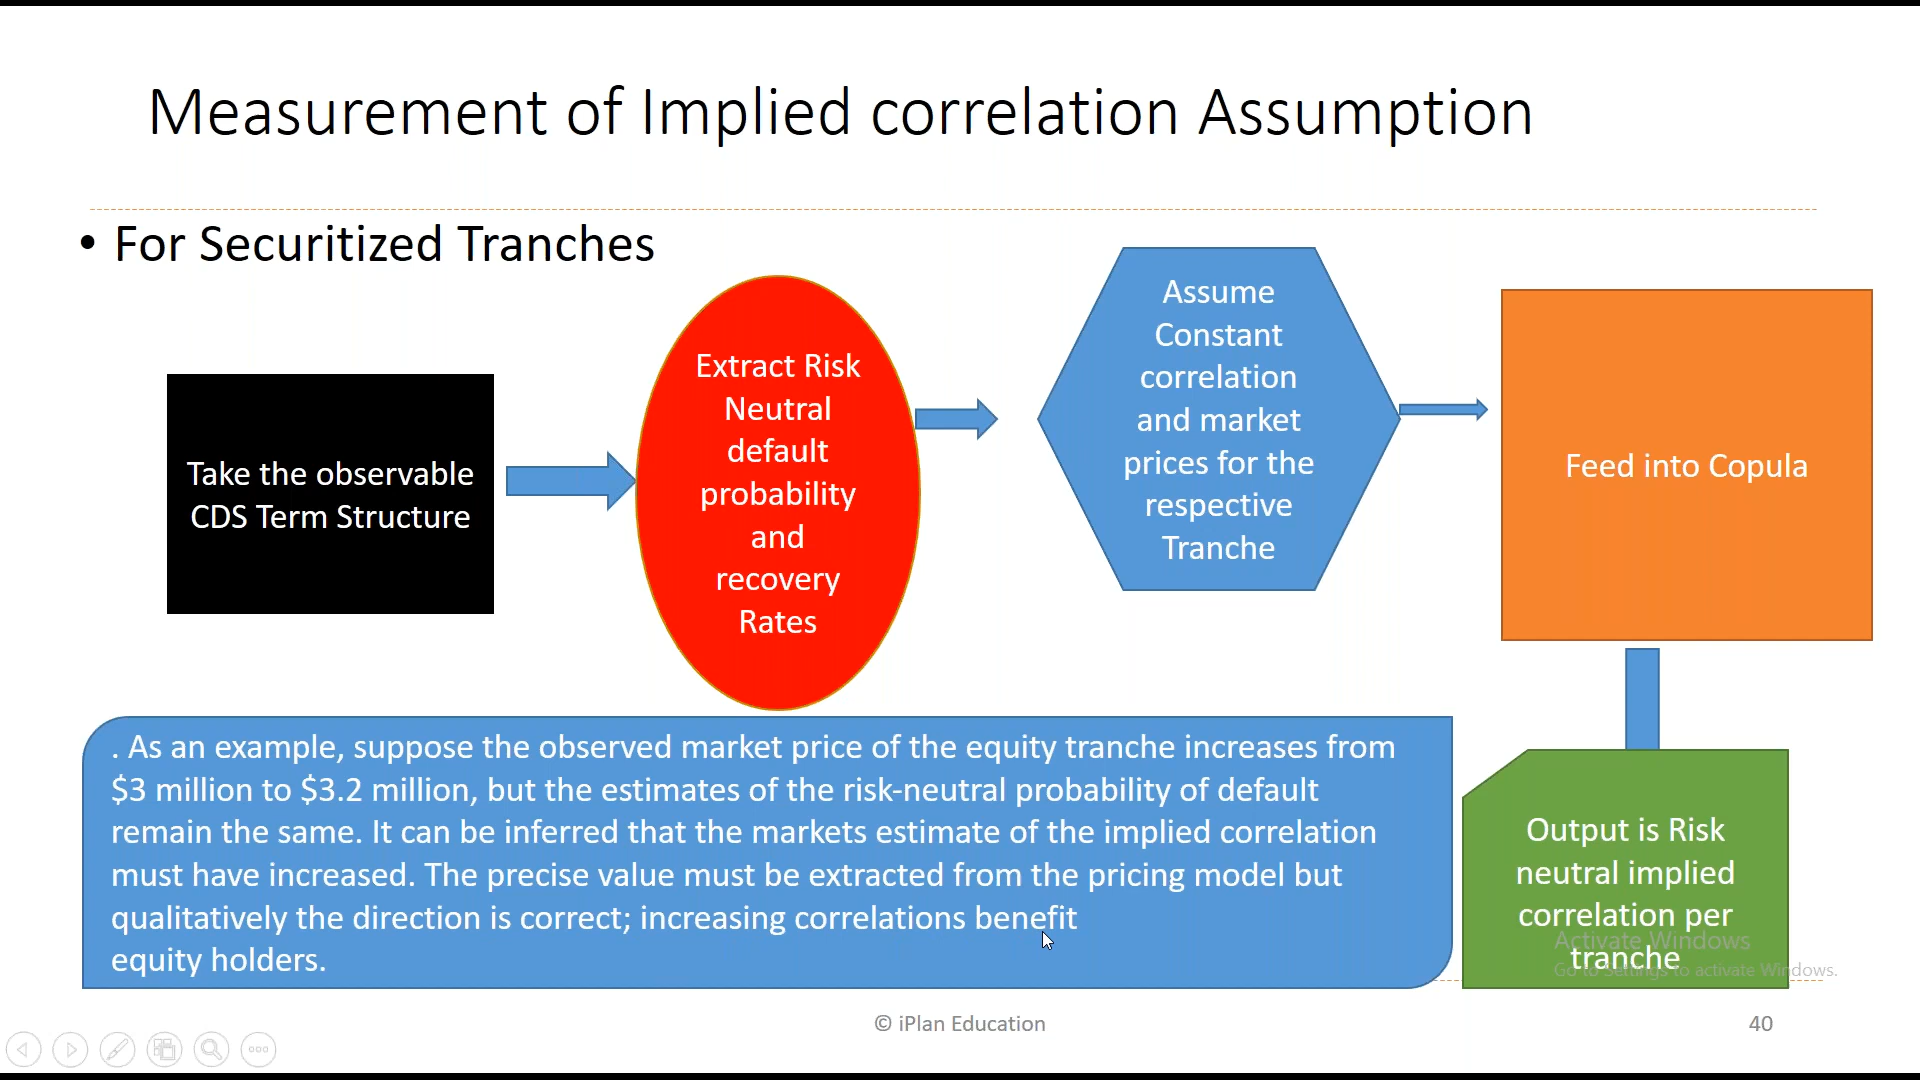 Measurement of Implied correlation Assumption
• For Securitized Tranches
Take the observable
CDS Term Structure
Extract Risk
Neutral
default
probability
and
recovery
Rates
Assume
Constant
correlation
and market
prices for the
respective
Tranche
Feed into Copula
. As an example, suppose the observed market price of the equity tranche increases from
$3 million to $3.2 million, but the estimates of the risk-neutral probability of default
remain the same. It can be inferred that the markets estimate of the implied correlation
must have increased. The precise value must be extracted from the pricing model but
qualitatively the direction is correct; increasing correlations benefit
equity holders.
Output is Risk
neutral implied
correlation per
tranche
Activate Windows
Go to Settings to activate Windows.
© iPlan Education
40